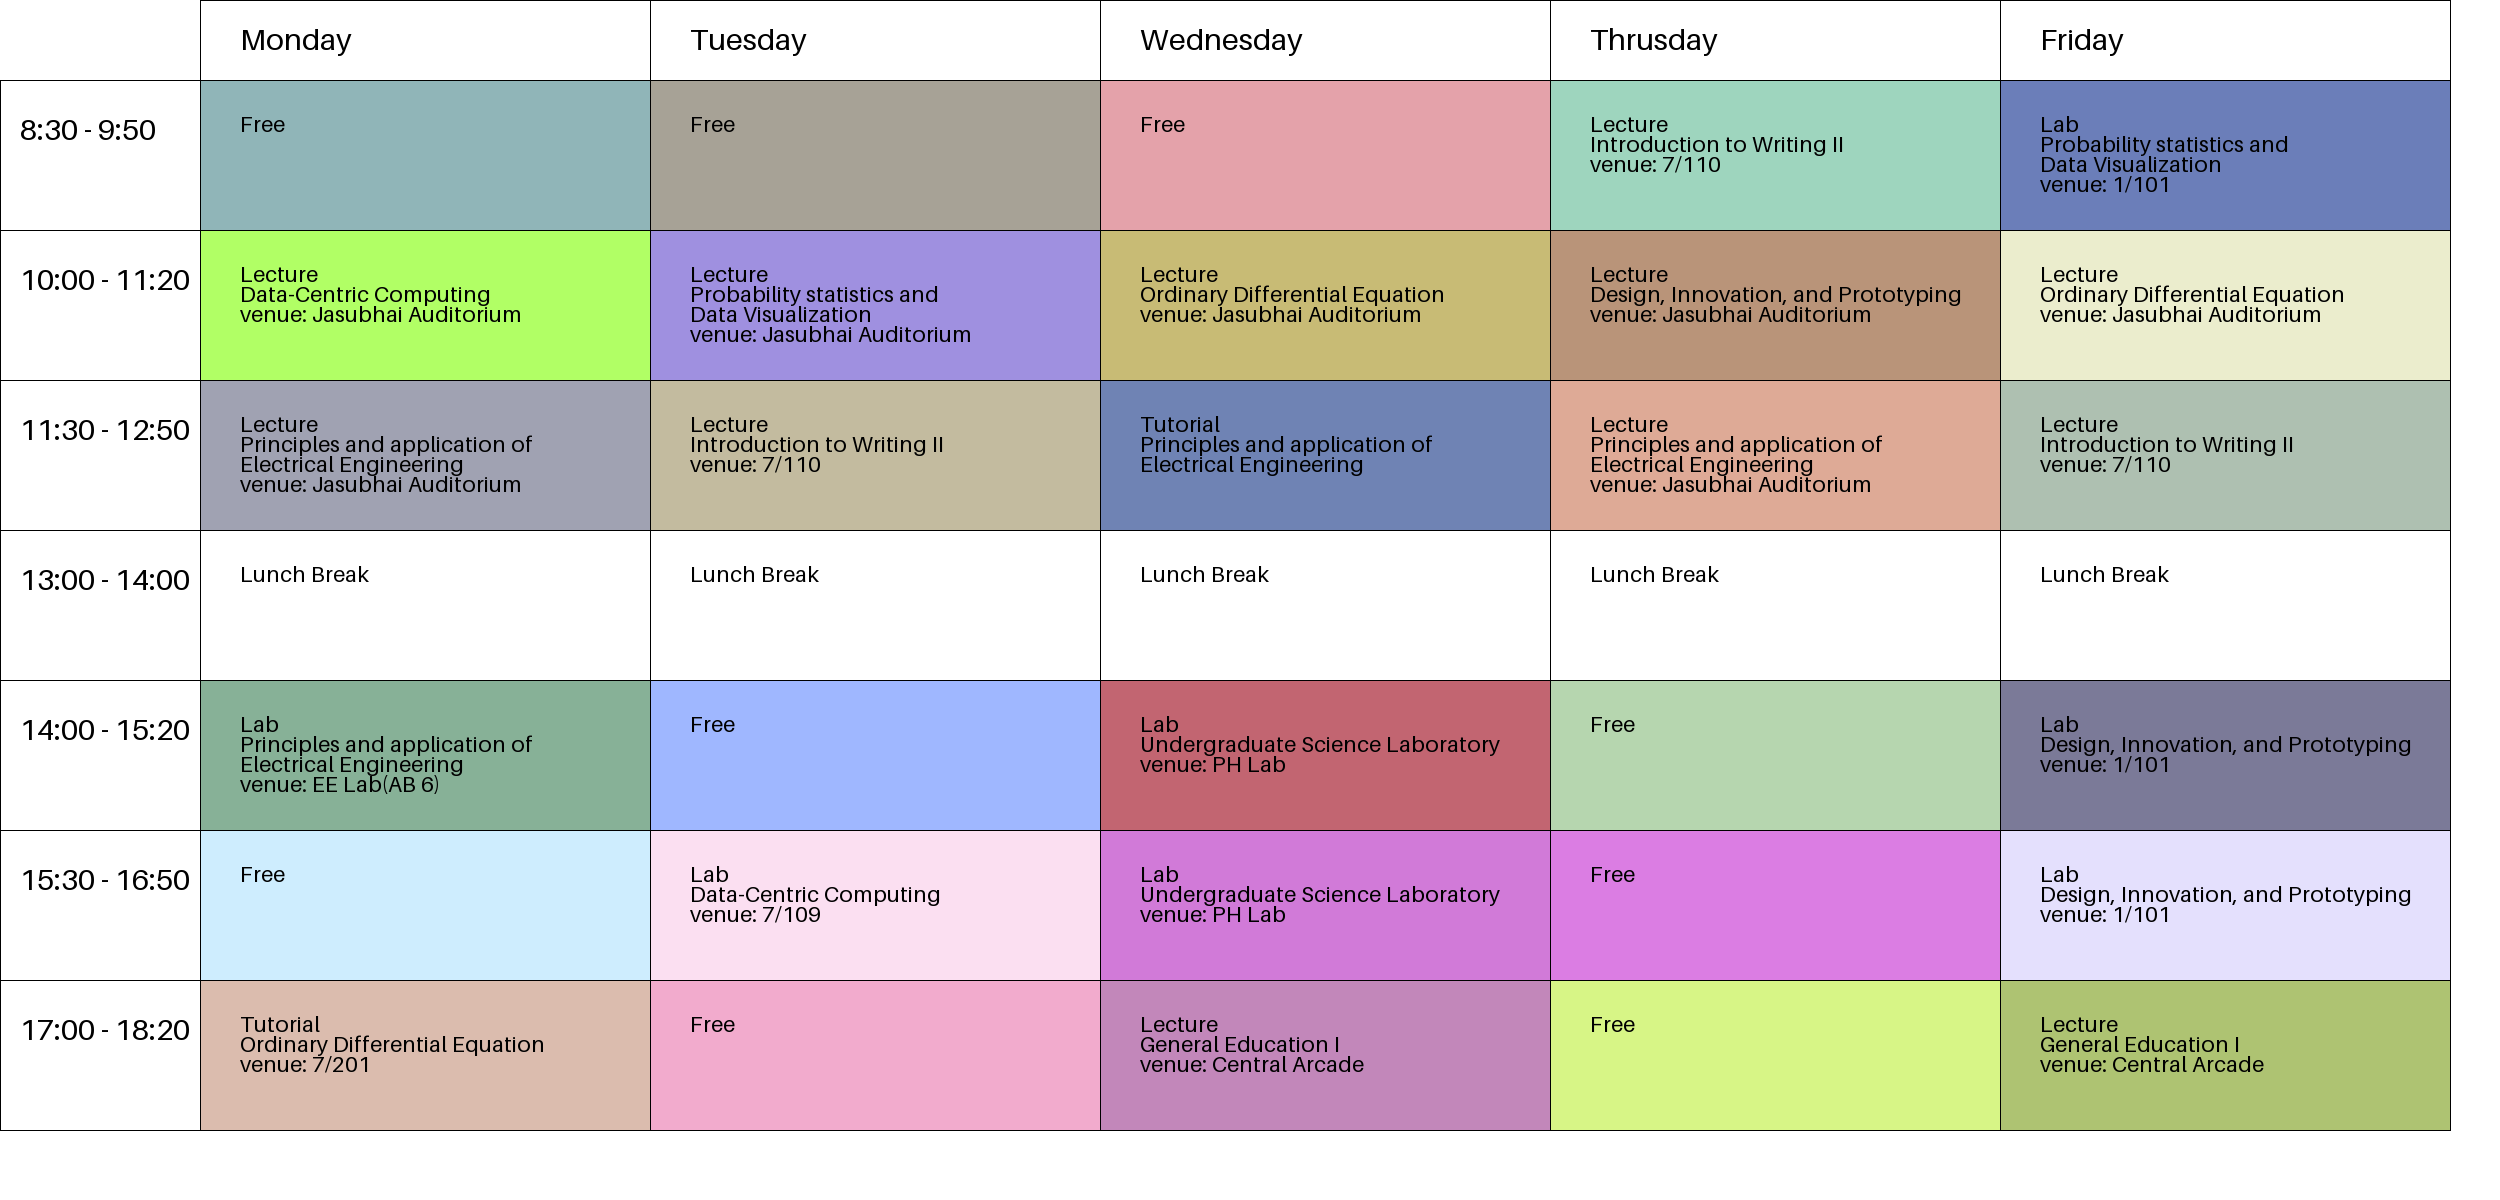 Monday
Tuesday
Wednesday
Thrusday
Friday
8:30 - 9:50
Free
Free
Free
Lecture
Introduction to Writing II
venue: 7/110
Lab
Probability statistics and
Data Visualization
venue: 1/101
10:00 - 11:20
Lecture
Data-Centric Computing
venue: Jasubhai Auditorium
Lecture
Probability statistics and
Data Visualization
venue: Jasubhai Auditorium
Lecture
Ordinary Differential Equation
venue: Jasubhai Auditorium
Lecture
Design, Innovation, and Prototyping
venue: Jasubhai Auditorium
Lecture
Ordinary Differential Equation
venue: Jasubhai Auditorium
11:30 - 12:50
Lecture
Principles and application of
Electrical Engineering
venue: Jasubhai Auditorium
Lecture
Introduction to Writing II
venue: 7/110
Tutorial
Principles and application of
Electrical Engineering
Lecture
Principles and application of
Electrical Engineering
venue: Jasubhai Auditorium
Lecture
Introduction to Writing II
venue: 7/110
13:00 - 14:00
Lunch Break
Lunch Break
Lunch Break
Lunch Break
Lunch Break
14:00 - 15:20
Lab
Principles and application of
Electrical Engineering
venue: EE Lab(AB 6)
Free
Lab
Undergraduate Science Laboratory
venue: PH Lab
Free
Lab
Design, Innovation, and Prototyping
venue: 1/101
15:30 - 16:50
Free
Lab
Data-Centric Computing
venue: 7/109
Lab
Undergraduate Science Laboratory
venue: PH Lab
Free
Lab
Design, Innovation, and Prototyping
venue: 1/101
17:00 - 18:20
Tutorial
Ordinary Differential Equation
venue: 7/201
Free
Lecture
General Education I
venue: Central Arcade
Free
Lecture
General Education I
venue: Central Arcade